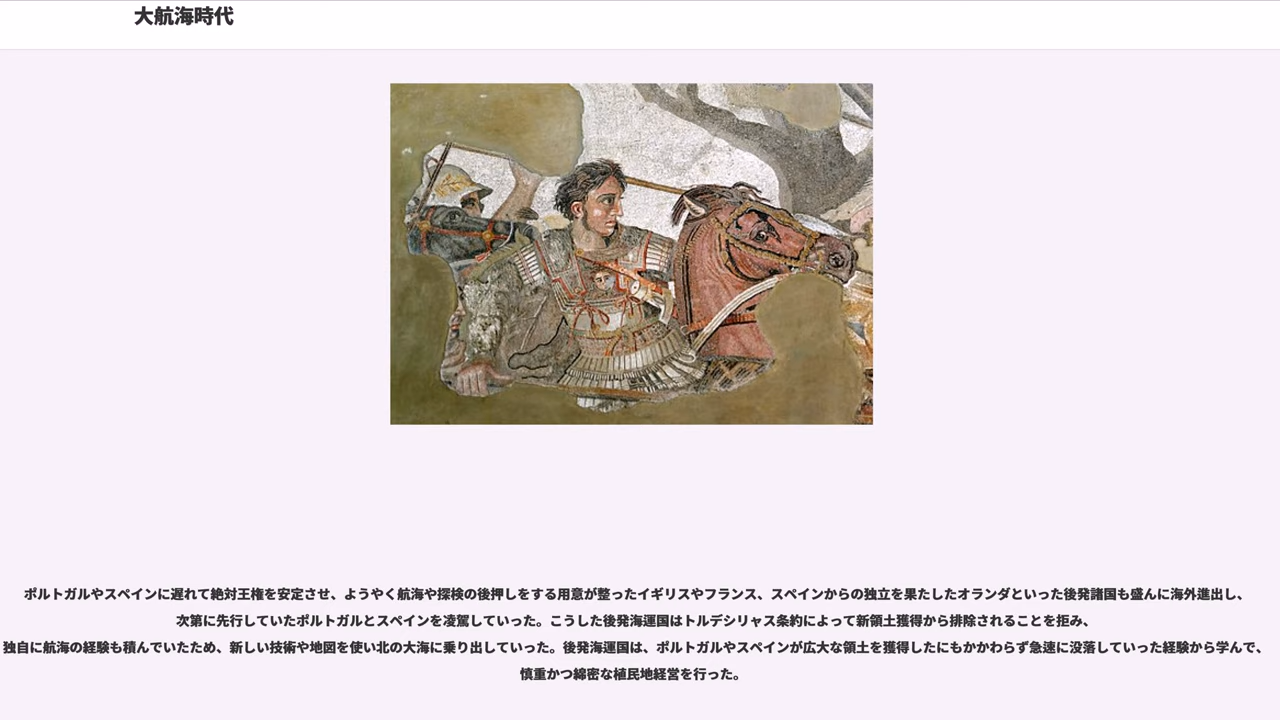 大航海時代
ポルトガルやスペインに遅れて絶対王権を安定させ、ようやく航海や探検の後押しをする用意が整ったイギリスやフランス、スペインからの独立を果たしたオランダといった後発諸国も盛んに海外進出し、
次第に先行していたポルトガルとスペインを凌駕していった。こうした後発海運国はトルデシリャス条約によって新領土獲得から排除されることを拒み、
独自に航海の経験も積んでいたため、新しい技術や地図を使い北の大海に乗り出していった。後発海運国は、ポルトガルやスペインが広大な領土を獲得したにもかかわらず急速に没落していった経験から学んで、
慎重かつ綿密な植民地経営を行った。